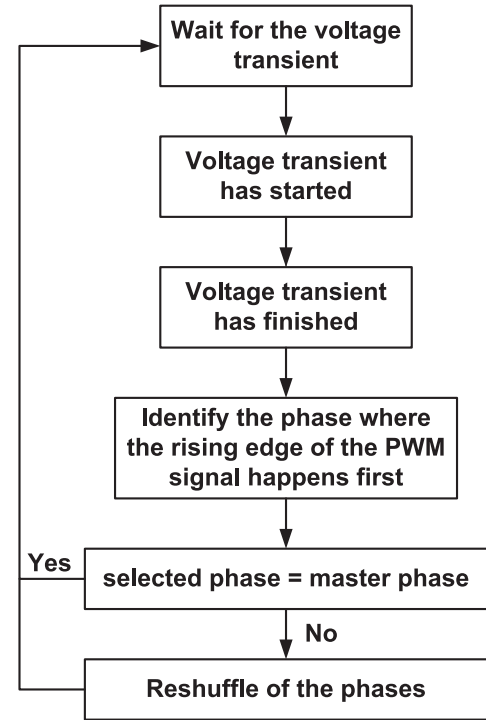 Wait for the voltage
transient
Voltage transient
has started
Voltage transient
has finished
Identify the phase where
the rising edge of the PWM
signal happens first
Yes
selected phase = master phase
No
Reshuffle of the phases